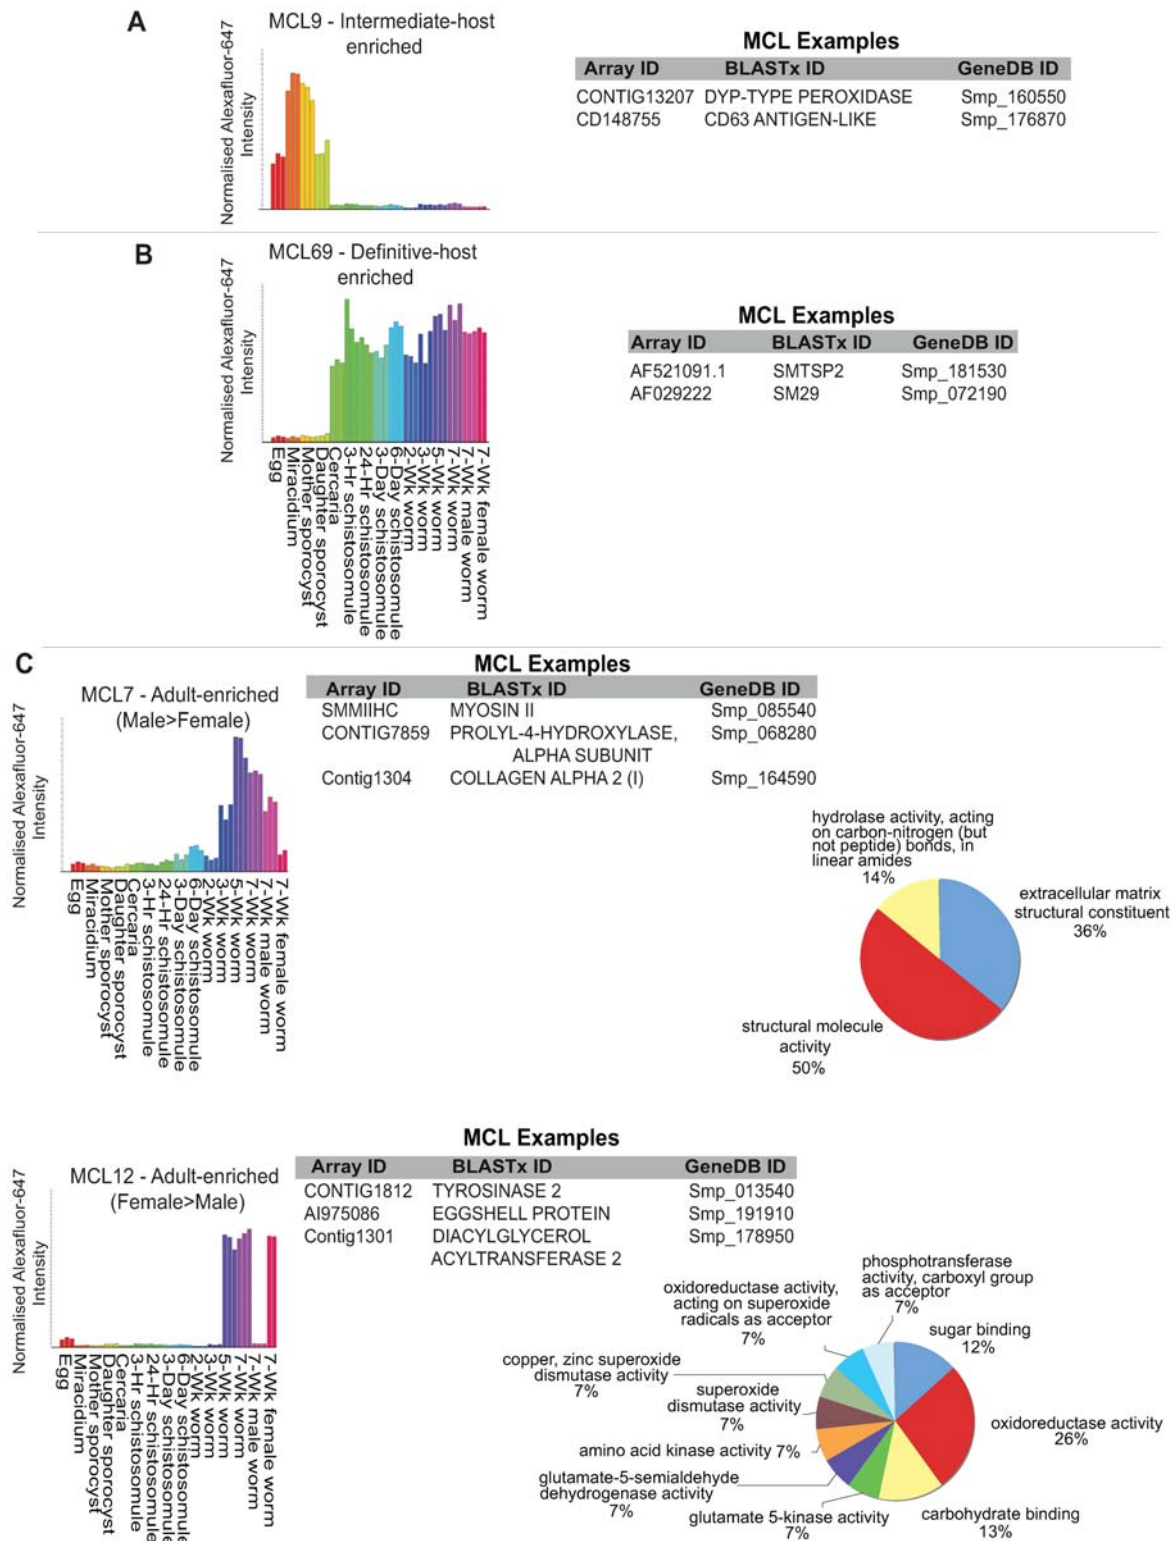 A
MCL9 - Intermediate-host
enriched
Normalised Alexafluor-647
Intensity
MCL Examples
Array ID BLASTx ID GeneDB ID
CONTIG13207 DYP-TYPE PEROXIDASE Smp_160550
CD148755 CD63 ANTIGEN-LIKE Smp_176870
B
MCL69 - Definitive-host
enriched
Normalised Alexafluor-647
Intensity
MCL Examples
Array ID BLASTx ID GeneDB ID
AF521091.1 SMTSP2 Smp_181530
AF029222 SM29 Smp_072190
Egg
Miracidium
Mother sporocyst
Daughter sporocyst
Cercaria
3-Hr schistosomule
24-Hr schistosomule
3-Day schistosomule
6-Day schistosomule
2-Wk worm
3-Wk worm
5-Wk worm
7-Wk worm
7-Wk male worm
7-Wk female worm
C
MCL7 - Adult-enriched
(Male>Female)
Normalised Alexafluor-647
Intensity
MCL Examples
Array ID BLASTx ID GeneDB ID
SMMIIHC MYOSIN II Smp_085540
CONTIG7859 PROLYL-4-HYDROXYLASE, Smp_068280
ALPHA SUBUNIT
Contig1304 COLLAGEN ALPHA 2 (I) Smp_164590
Egg
Miracidium
Mother sporocyst
Daughter sporocyst
Cercaria
3-Hr schistosomule
24-Hr schistosomule
3-Day schistosomule
6-Day schistosomule
2-Wk worm
3-Wk worm
5-Wk worm
7-Wk worm
7-Wk male worm
7-Wk female worm
hydrolase activity, acting
on carbon-nitrogen (but
not peptide) bonds, in
linear amides
14%
extracellular matrix
structural constituent
36%
structural molecule
activity
50%
MCL12 - Adult-enriched
(Female>Male)
Normalised Alexafluor-647
Intensity
MCL Examples
Array ID BLASTx ID GeneDB ID
CONTIG1812 TYROSINASE 2 Smp_013540
AI975086 EGGSHELL PROTEIN Smp_191910
Contig1301 DIACYLGLYCEROL Smp_178950
ACYLTRANSFERASE 2
Egg
Miracidium
Mother sporocyst
Daughter sporocyst
Cercaria
3-Hr schistosomule
24-Hr schistosomule
3-Day schistosomule
6-Day schistosomule
2-Wk worm
3-Wk worm
5-Wk worm
7-Wk worm
7-Wk male worm
7-Wk female worm
phosphotransferase
activity, carboxyl group
as acceptor
7%
oxidoreductase activity,
acting on superoxide
radicals as acceptor
7%
sugar binding
12%
copper, zinc superoxide
dismutase activity
7%
superoxide
dismutase activity
7%
oxidoreductase activity
26%
amino acid kinase activity 7%
glutamate-5-semialdehyde
dehydrogenase activity
7%
glutamate 5-kinase activity
7%
carbohydrate binding
13%